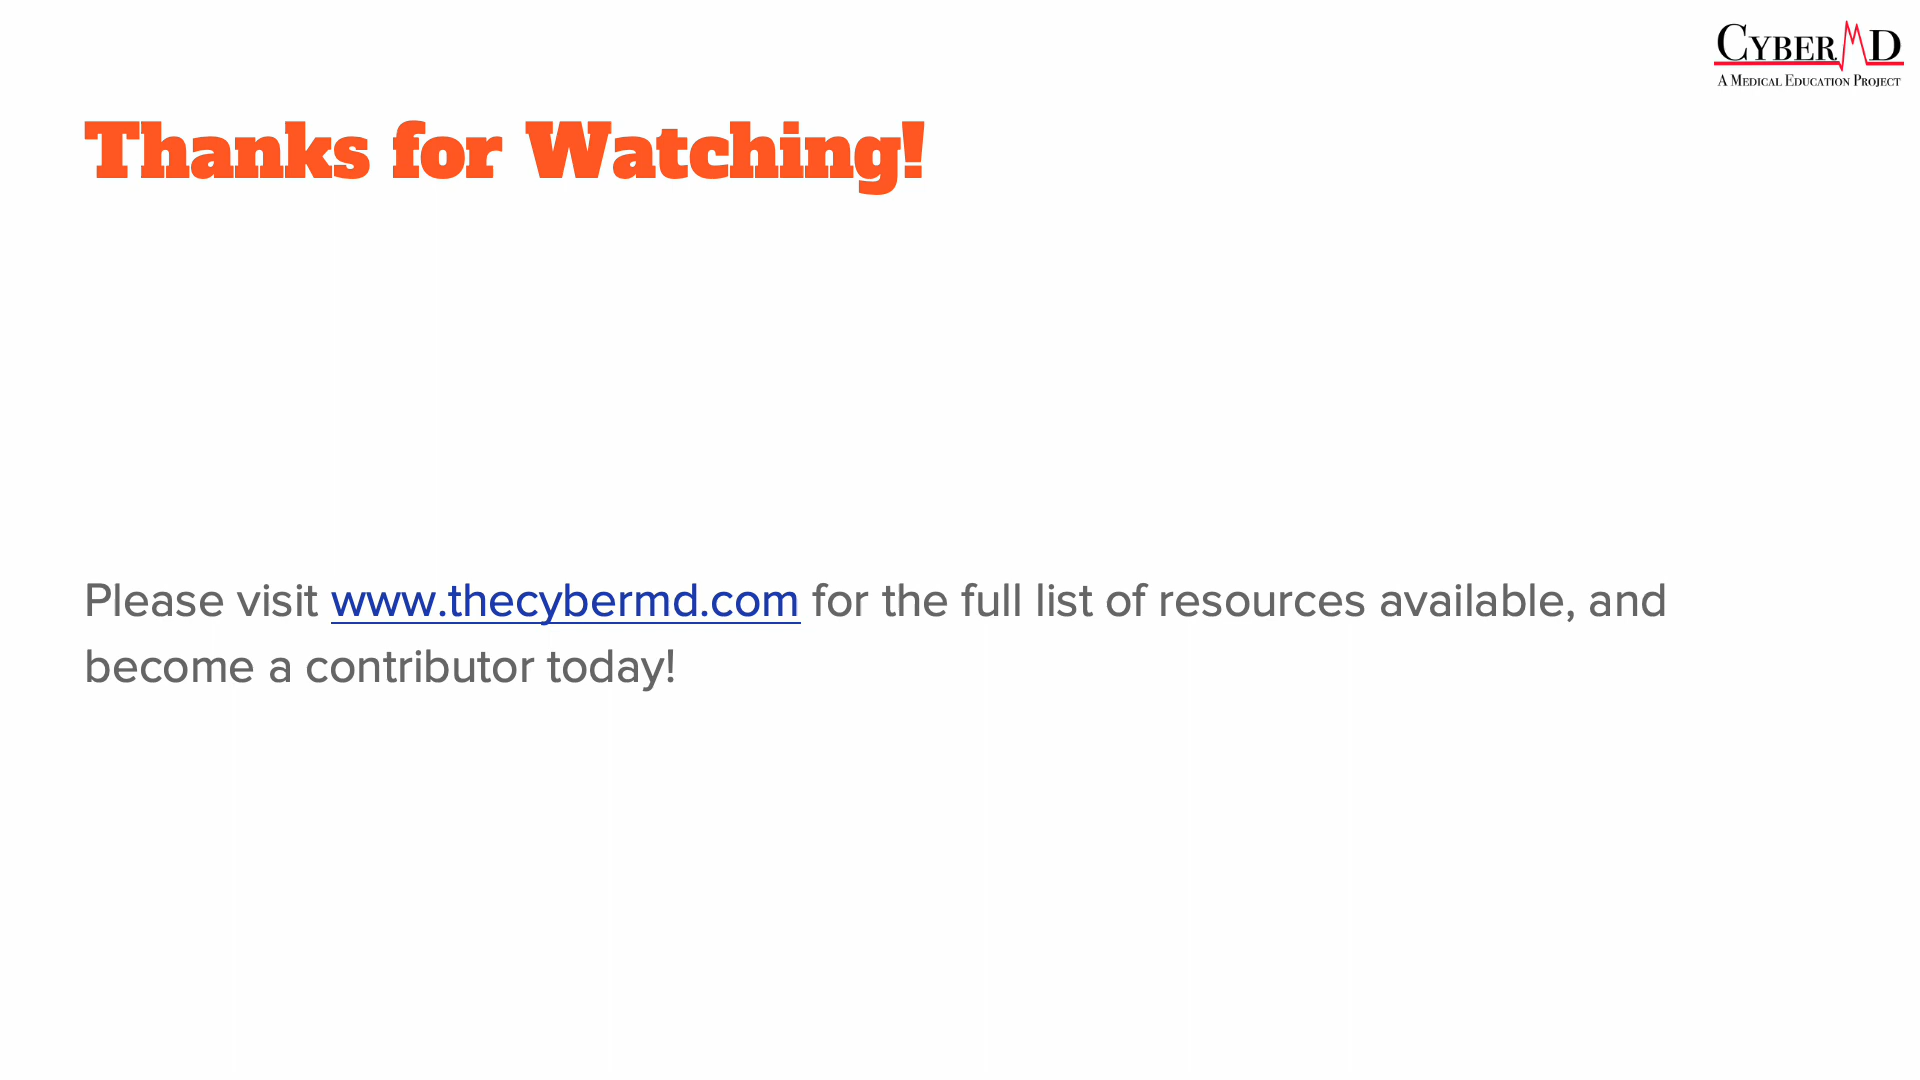 CYBERMD
A MEDICAL EDUCATION PROJECT
Thanks for Watching!
Please visit www.thecybermd.com for the full list of resources available, and
become a contributor today!